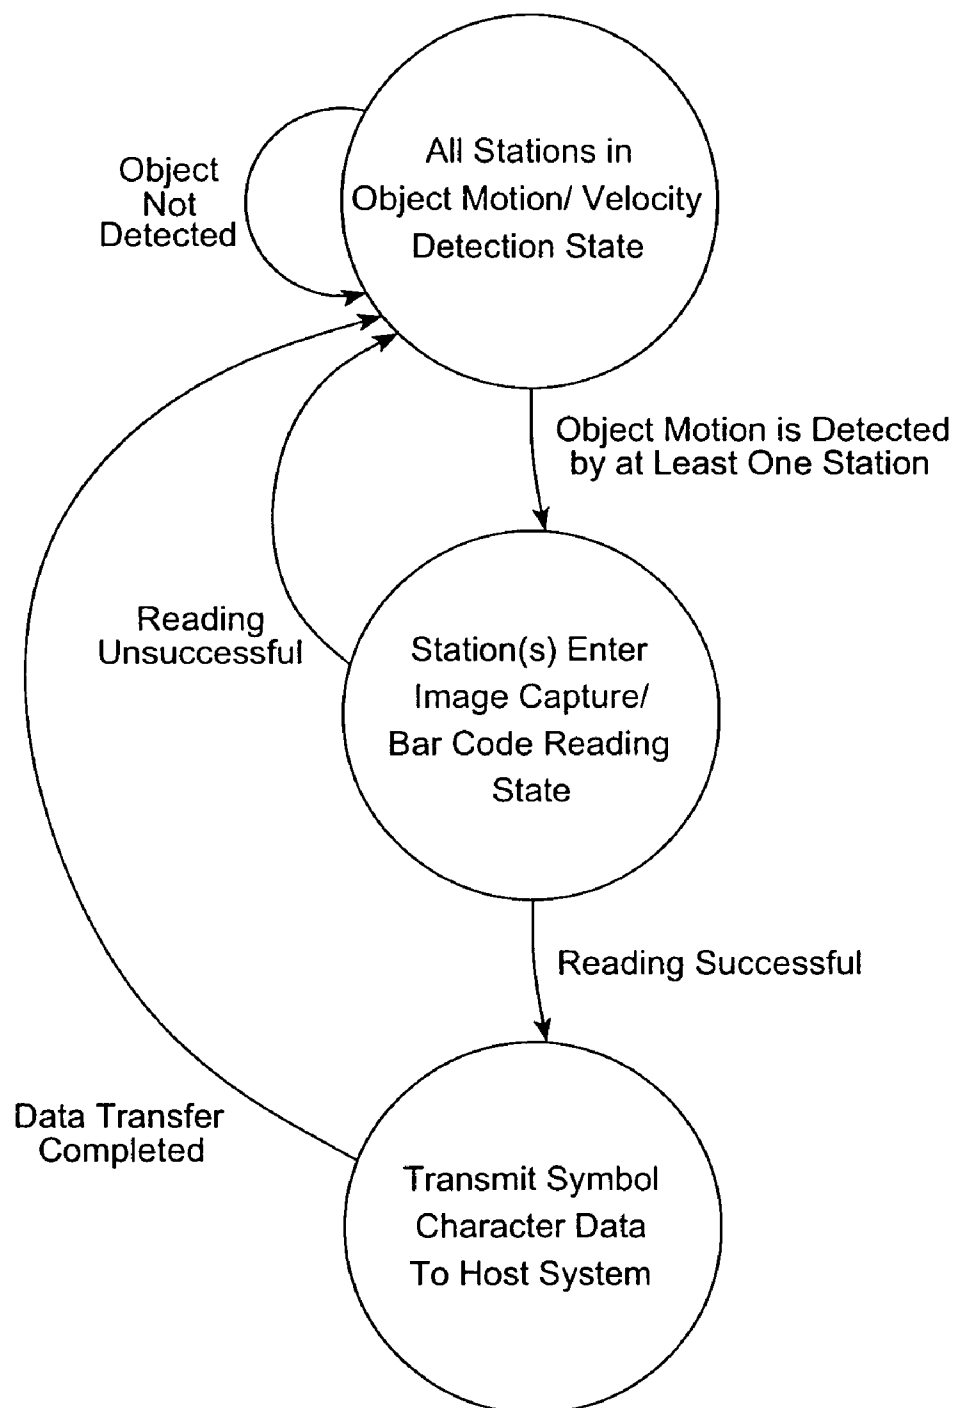 All Stations in
Object Motion/ Velocity
Detection State
Object
Not
Detected
Object Motion is Detected
by at Least One Station
Reading
Unsuccessful
Station(s) Enter
Image Capture/
Bar Code Reading
State
Reading Successful
Data Transfer
Completed
Transmit Symbol
Character Data
To Host System